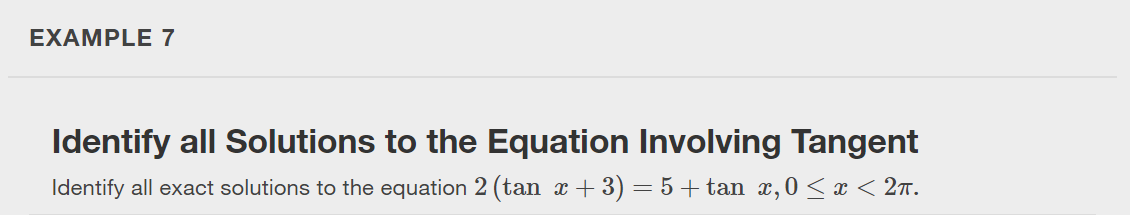 EXAMPLE 7
Identify all Solutions to the Equation Involving Tangent
Identify all exact solutions to the equation 2 (tan x + 3) = 5 + tan x, 0 ≤ x < 2π.